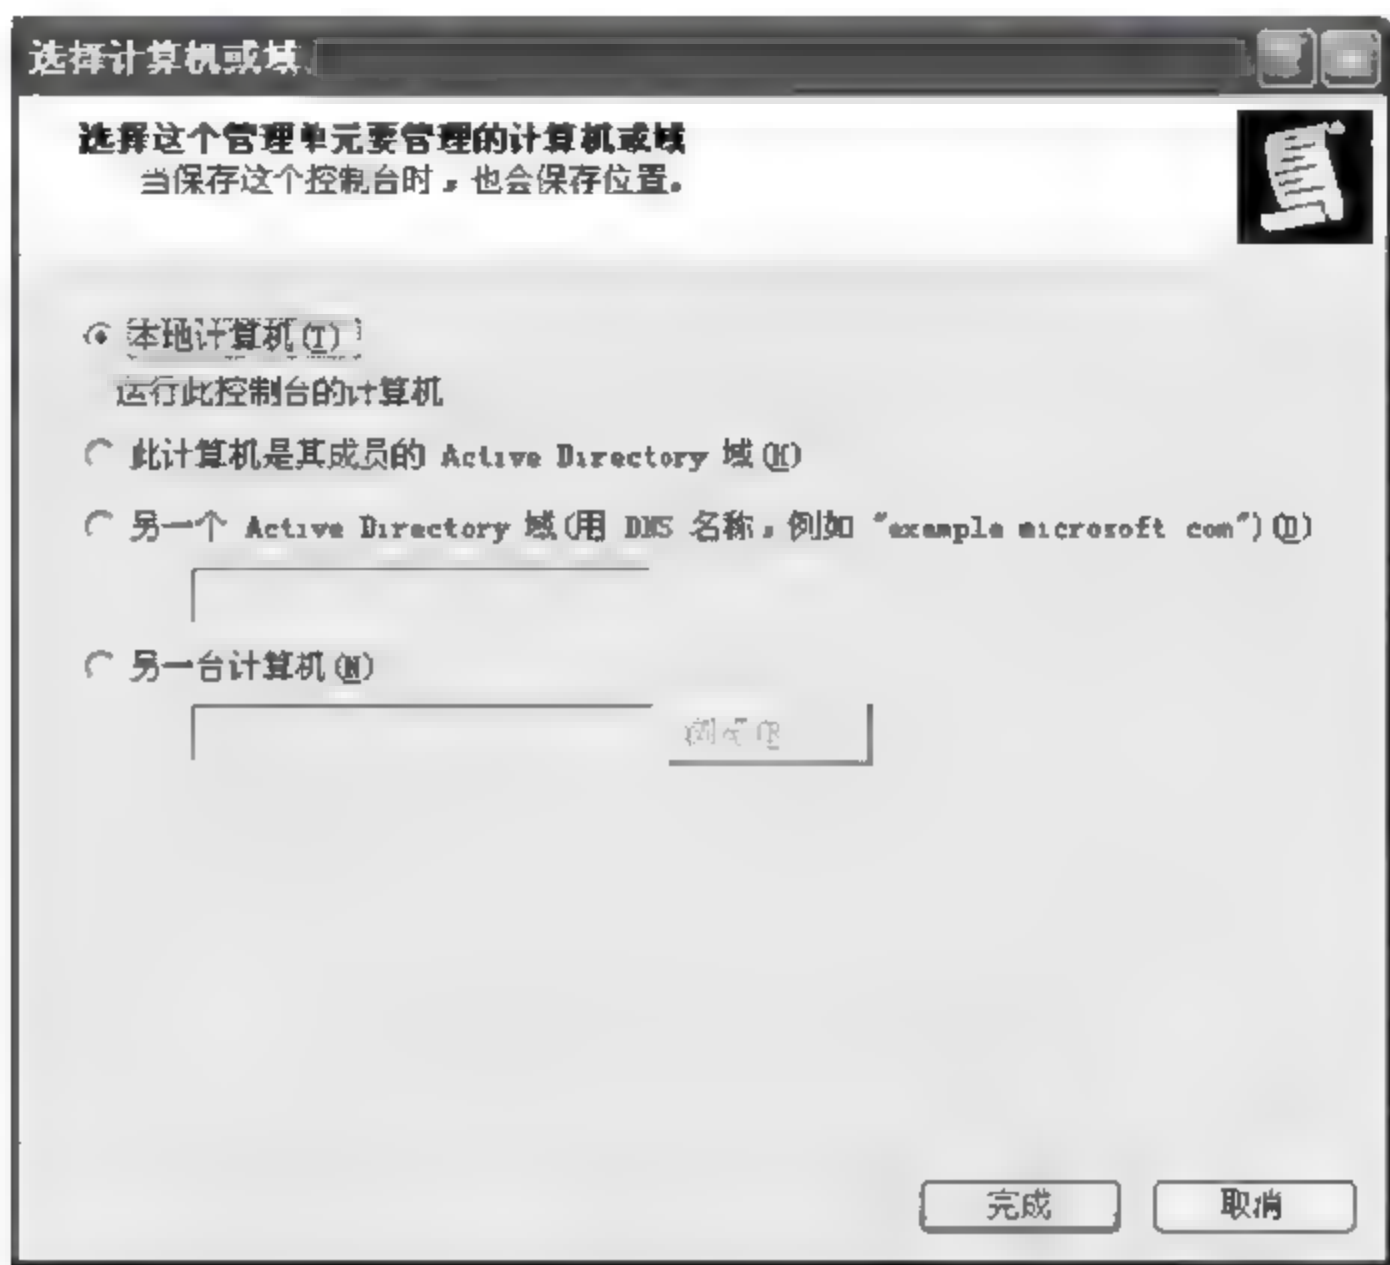 选择计算机或域
选择这个管理单元要管理的计算机或域
当保存这个控制台时，也会保存位置。
本地计算机(T)
运行此控制台的计算机
此计算机是其成员的 Active Directory 域(H)
另一个 Active Directory 域(用 DNS 名称，例如 "example microsoft com")(D)
另一台计算机(N)
完成
取消